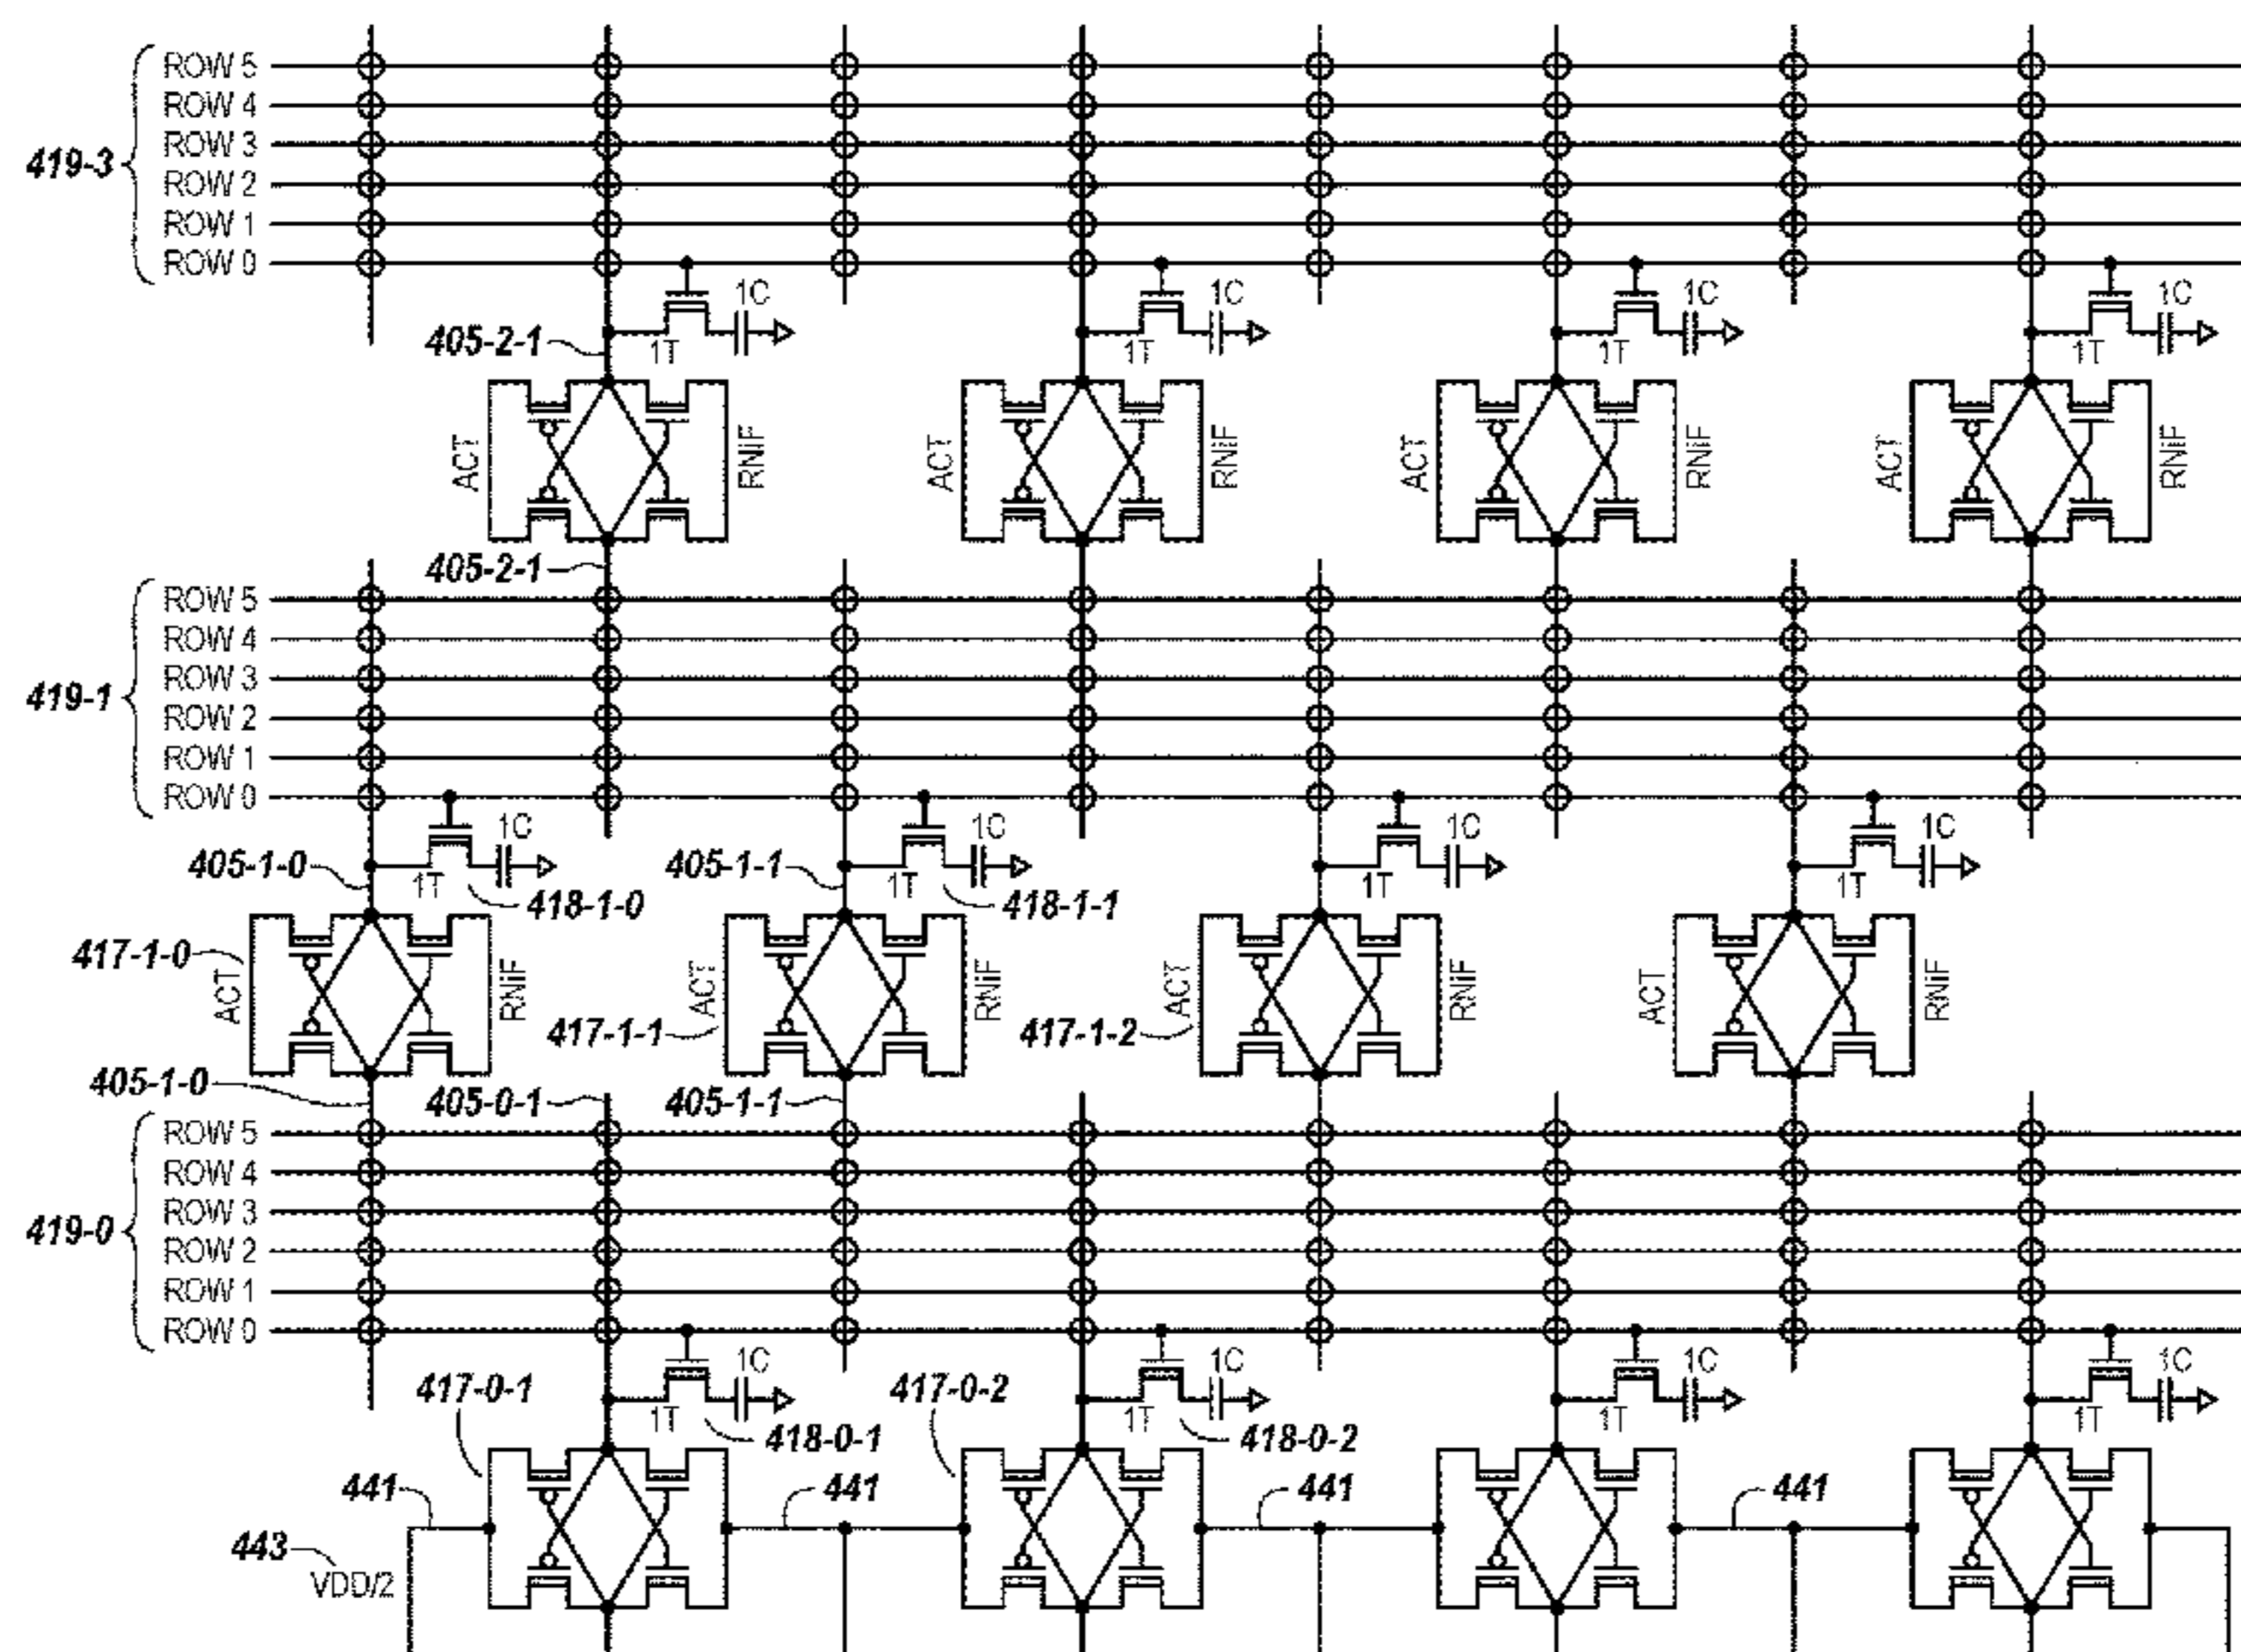 ROW 5
ROW 4
ROW 3
419-3
ROW 2
ROW 1
ROW 0
1C 1C 1C 1C
405-2-1
1T 1T 1T 1T
ACT RNiF ACT RNiF ACT RNiF ACT RNiF
405-2-1
ROW 5
ROW 4
ROW 3
419-1
ROW 2
ROW 1
ROW 0
1C 1C 1C 1C
405-1-0 405-1-1
1T 1T 1T 1T
418-1-0 418-1-1
417-1-0
ACT RNiF ACT RNiF ACT RNiF ACT RNiF
417-1-1 417-1-2
405-1-0 405-0-1 405-1-1
ROW 5
ROW 4
ROW 3
419-0
ROW 2
ROW 1
ROW 0
1C 1C 1C 1C
417-0-1 417-0-2
1T 1T 1T 1T
418-0-1 418-0-2
441 441 441 441
443
VDD/2